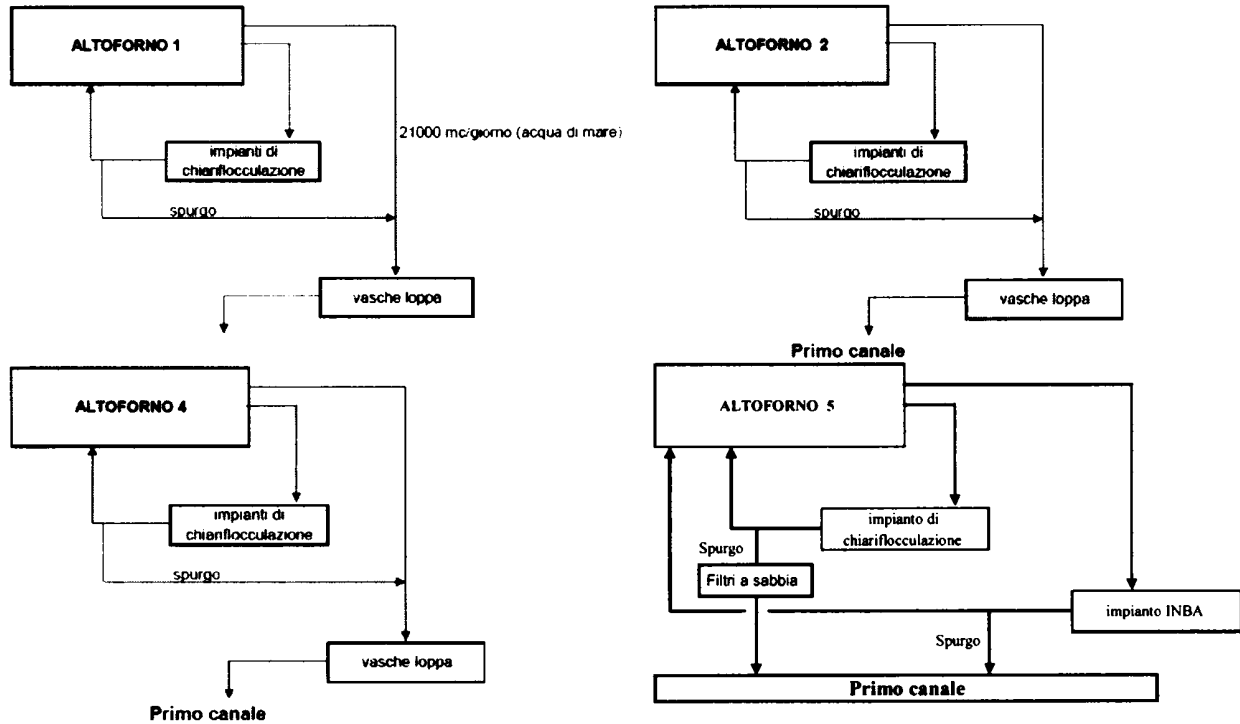 ALTOFORNO 1
21000 mc/giorno (acqua di mare)
impianti di
chiariflocculazione
spurgo
vasche loppa
ALTOFORNO 2
impianti di
chiariflocculazione
spurgo
vasche loppa
Primo canale
ALTOFORNO 4
impianti di
chiariflocculazione
spurgo
vasche loppa
Primo canale
ALTOFORNO 5
impianto di
chiariflocculazione
Spurgo
Filtri a sabbia
impianto INBA
Spurgo
Primo canale